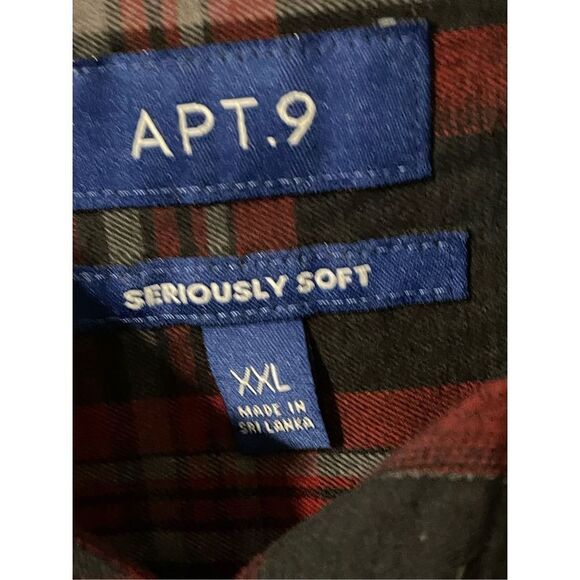 APT.9
SERIOUSLY SOFT
XXL
MADE IN
SRI LANKA